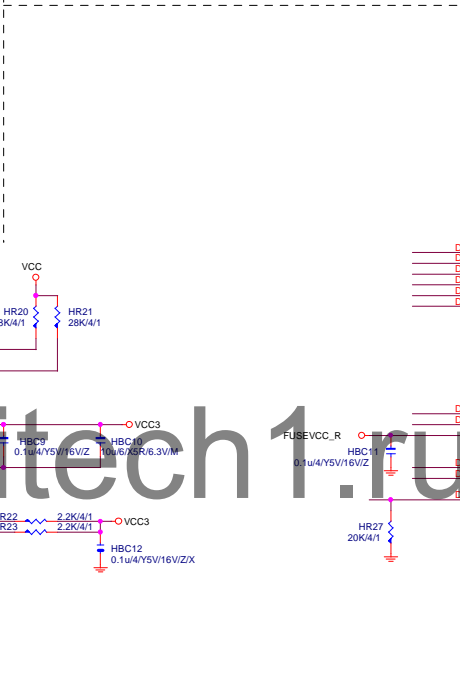 VCC
HR20
HR21
8K/4/1
28K/4/1
VCC3
HBC9
HBC10
0.1u/4/Y5V/16V/Z
10u/6/X5R/6.3V/M
FUSEVCC_R
HBC11
0.1u/4/Y5V/16V/Z
itech1.ru
R22
2.2K/4/1
VCC3
R23
2.2K/4/1
HBC12
0.1u/4/Y5V/16V/Z/X
HR27
20K/4/1